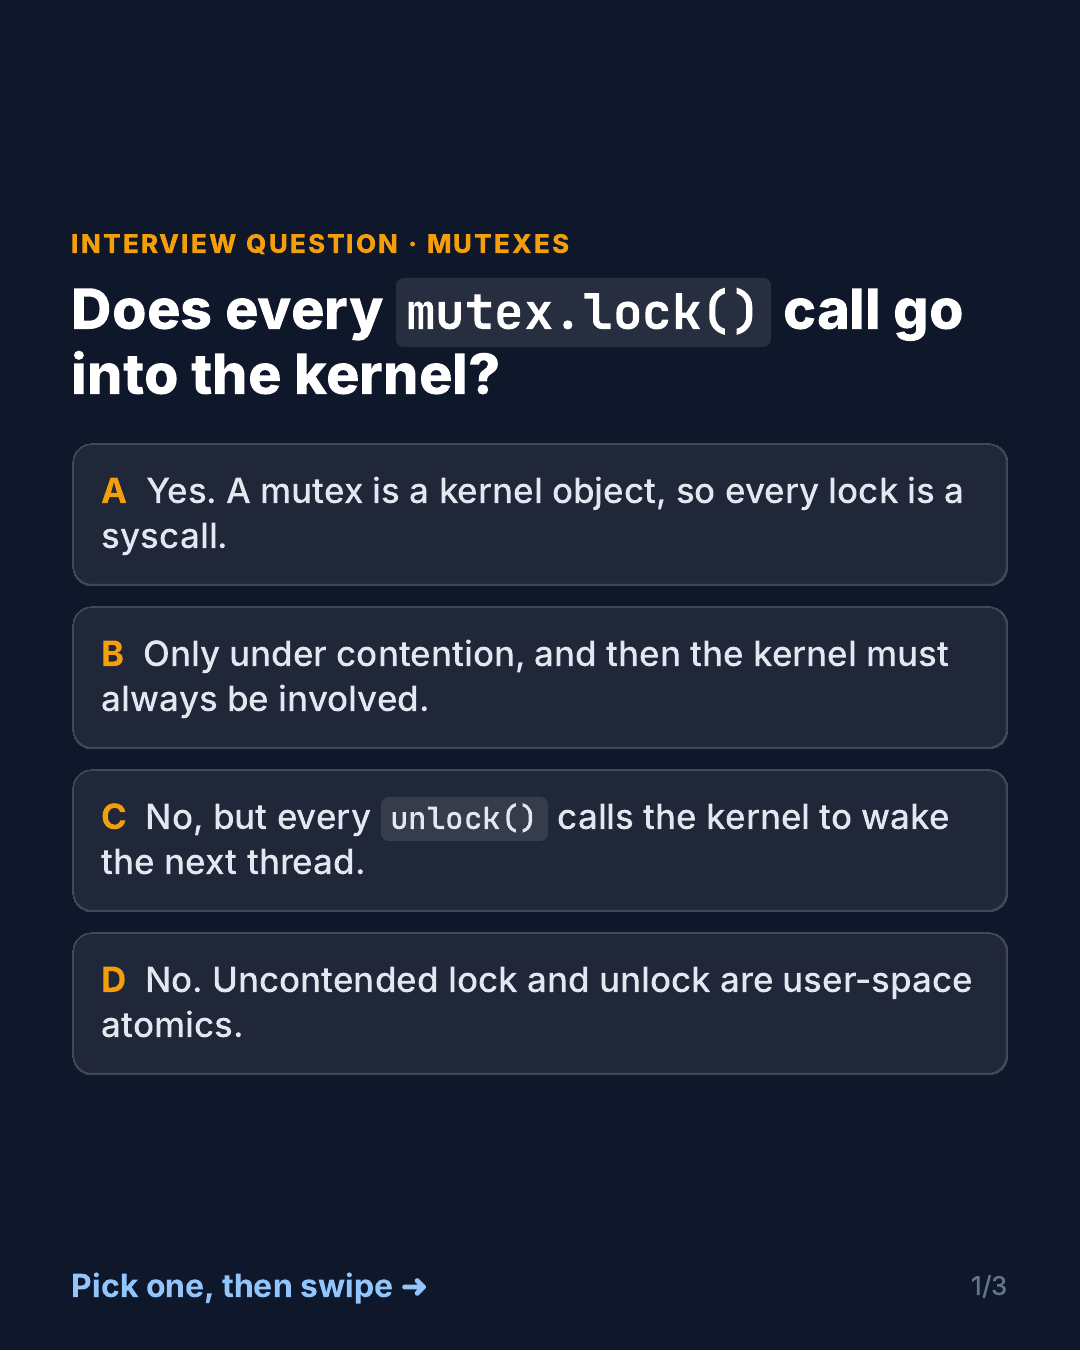 INTERVIEW QUESTION · MUTEXES
Does every mutex.lock() call go
into the kernel?
A Yes. A mutex is a kernel object, so every lock is a
syscall.
B Only under contention, and then the kernel must
always be involved.
C No, but every unlock() calls the kernel to wake
the next thread.
D No. Uncontended lock and unlock are user-space
atomics.
Pick one, then swipe ➜
1/3